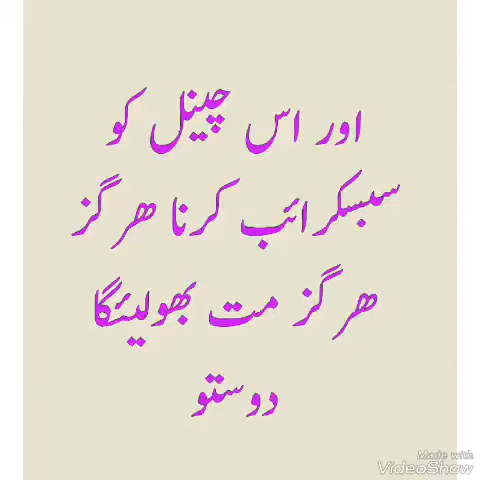 اور اس چینل کو
سبسکرائب کرنا ھرگز
ھرگز مت بھولیئگا
دوستو
Made with
VideoShow